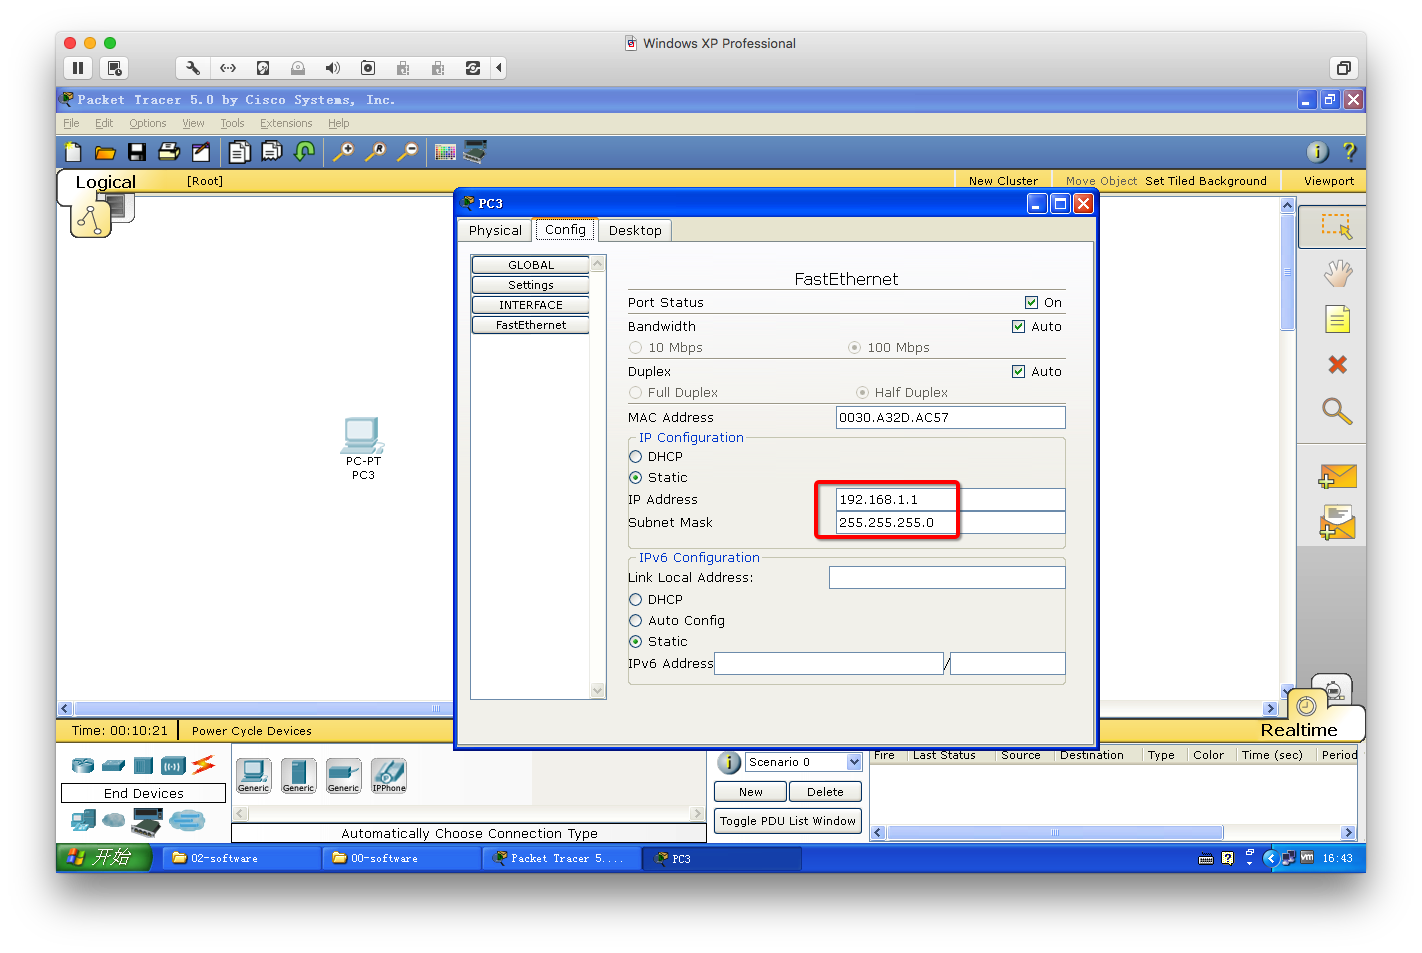 Windows XP Professional
Packet Tracer 5.0 by Cisco Systems, Inc.
File Edit Options View Tools Extensions Help
Logical [Root] New Cluster Move Object Set Tiled Background Viewport
PC3
Physical Config Desktop
GLOBAL
Settings
INTERFACE
FastEthernet
FastEthernet
Port Status On
Bandwidth Auto
10 Mbps 100 Mbps
Duplex Auto
Full Duplex Half Duplex
MAC Address 0030.A32D.AC57
IP Configuration
DHCP
Static
IP Address 192.168.1.1
Subnet Mask 255.255.255.0
IPv6 Configuration
Link Local Address:
DHCP
Auto Config
Static
IPv6 Address /
PC-PT
PC3
Time: 00:10:21 Power Cycle Devices
Realtime
End Devices
Generic Generic Generic IPPhone
Automatically Choose Connection Type
Scenario 0
New Delete
Toggle PDU List Window
Fire Last Status Source Destination Type Color Time (sec) Period
开始 02-software 00-software Packet Tracer 5.... PC3 16:43